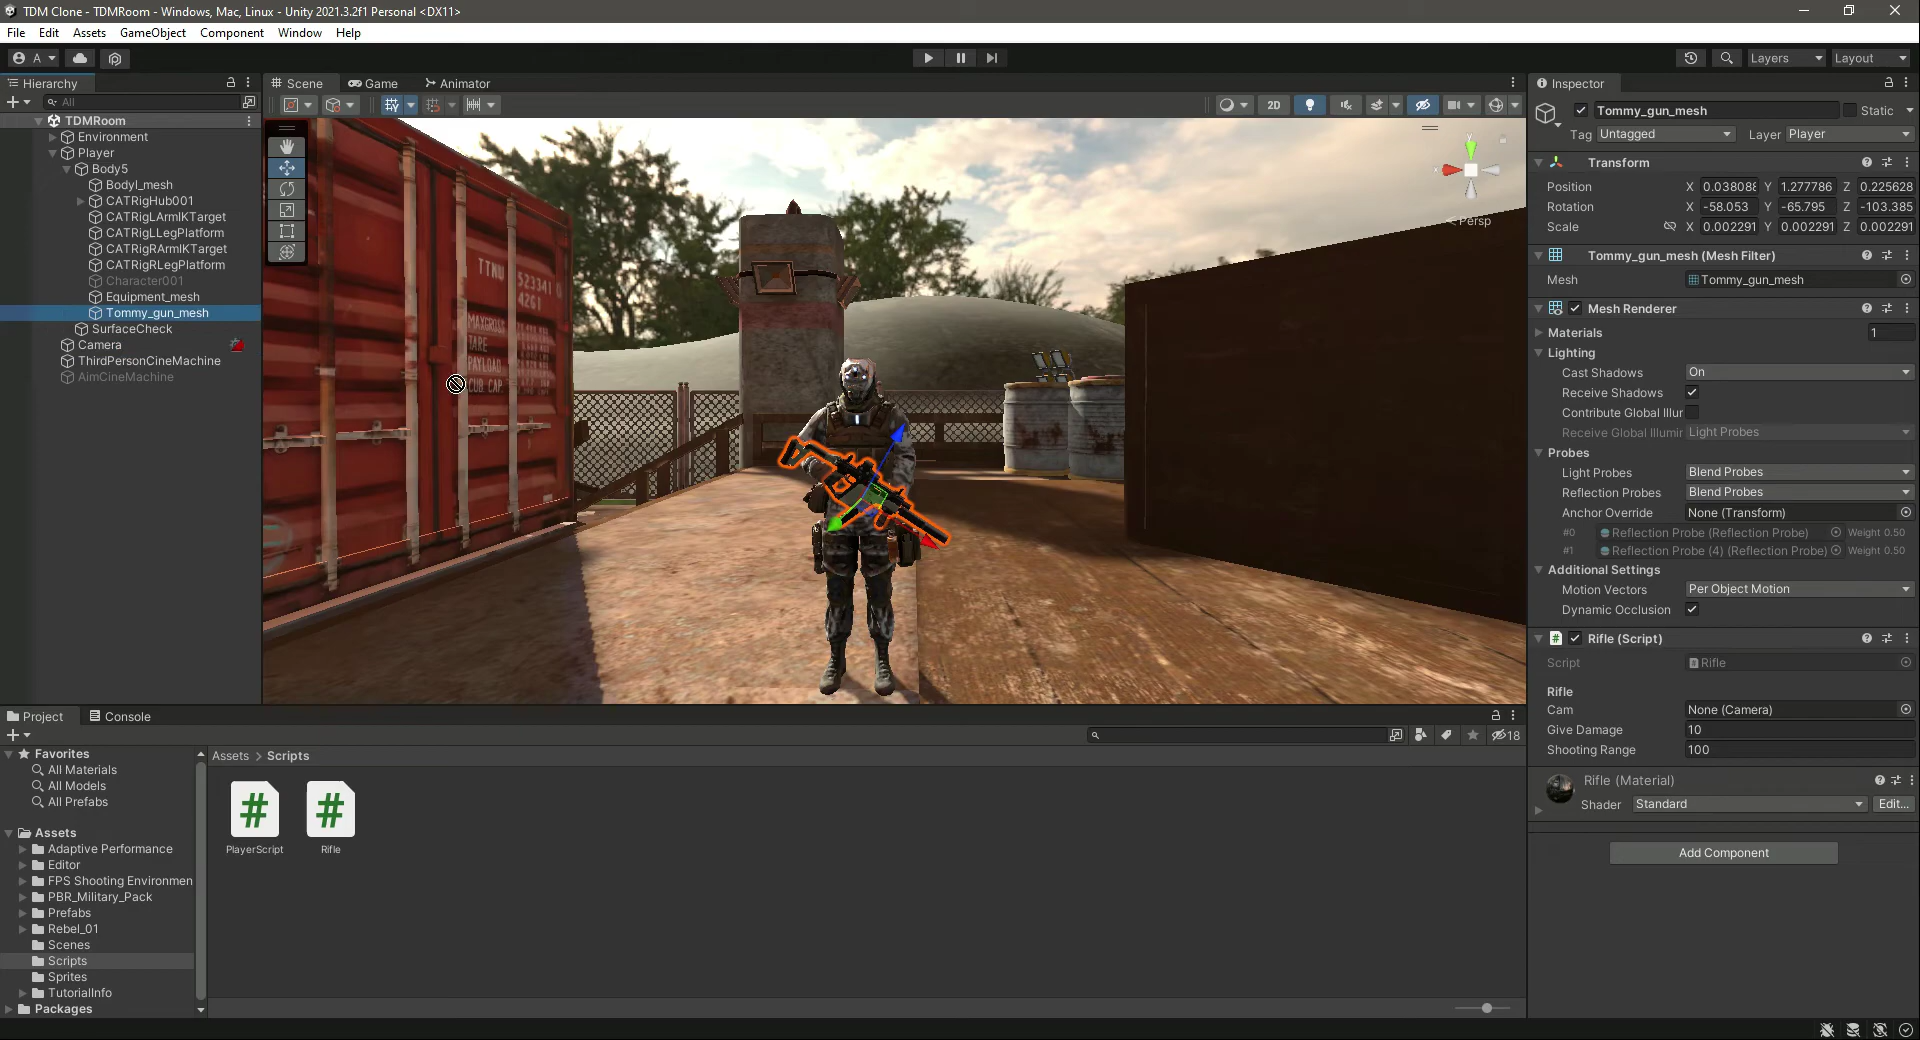 TDM Clone - TDMRoom - Windows, Mac, Linux - Unity 2021.3.2f1 Personal <DX11>
File Edit Assets GameObject Component Window Help
A Layers Layout
Hierarchy
All
TDMRoom
Environment
Player
Body5
Bodyl_mesh
CATRigHub001
CATRigLArmIKTarget
CATRigLLegPlatform
CATRigRArmIKTarget
CATRigRLegPlatform
Character001
Equipment_mesh
Tommy_gun_mesh
SurfaceCheck
Camera
ThirdPersonCineMachine
AimCineMachine
Scene Game Animator
2D
y
x
< Persp
TTNU 523341
4261
MAXGROSS
TARE
PAYLOAD
CUB CAP
Inspector
Tommy_gun_mesh Static
Tag Untagged Layer Player
Transform
Position X 0.038088 Y 1.277786 Z 0.225628
Rotation X -58.053 Y -65.795 Z -103.385
Scale X 0.002291 Y 0.002291 Z 0.002291
Tommy_gun_mesh (Mesh Filter)
Mesh Tommy_gun_mesh
Mesh Renderer
Materials 1
Lighting
Cast Shadows On
Receive Shadows
Contribute Global Illur
Receive Global Illumir Light Probes
Probes
Light Probes Blend Probes
Reflection Probes Blend Probes
Anchor Override None (Transform)
#0 Reflection Probe (Reflection Probe) Weight 0.50
#1 Reflection Probe (4) (Reflection Probe) Weight 0.50
Additional Settings
Motion Vectors Per Object Motion
Dynamic Occlusion
# Rifle (Script)
Script Rifle
Rifle
Cam None (Camera)
Give Damage 10
Shooting Range 100
Rifle (Material)
Shader Standard Edit...
Add Component
Project Console
18
Favorites
All Materials
All Models
All Prefabs
Assets
Adaptive Performance
Editor
FPS Shooting Environmen
PBR_Military_Pack
Prefabs
Rebel_01
Scenes
Scripts
Sprites
TutorialInfo
Packages
Assets > Scripts
# #
PlayerScript Rifle